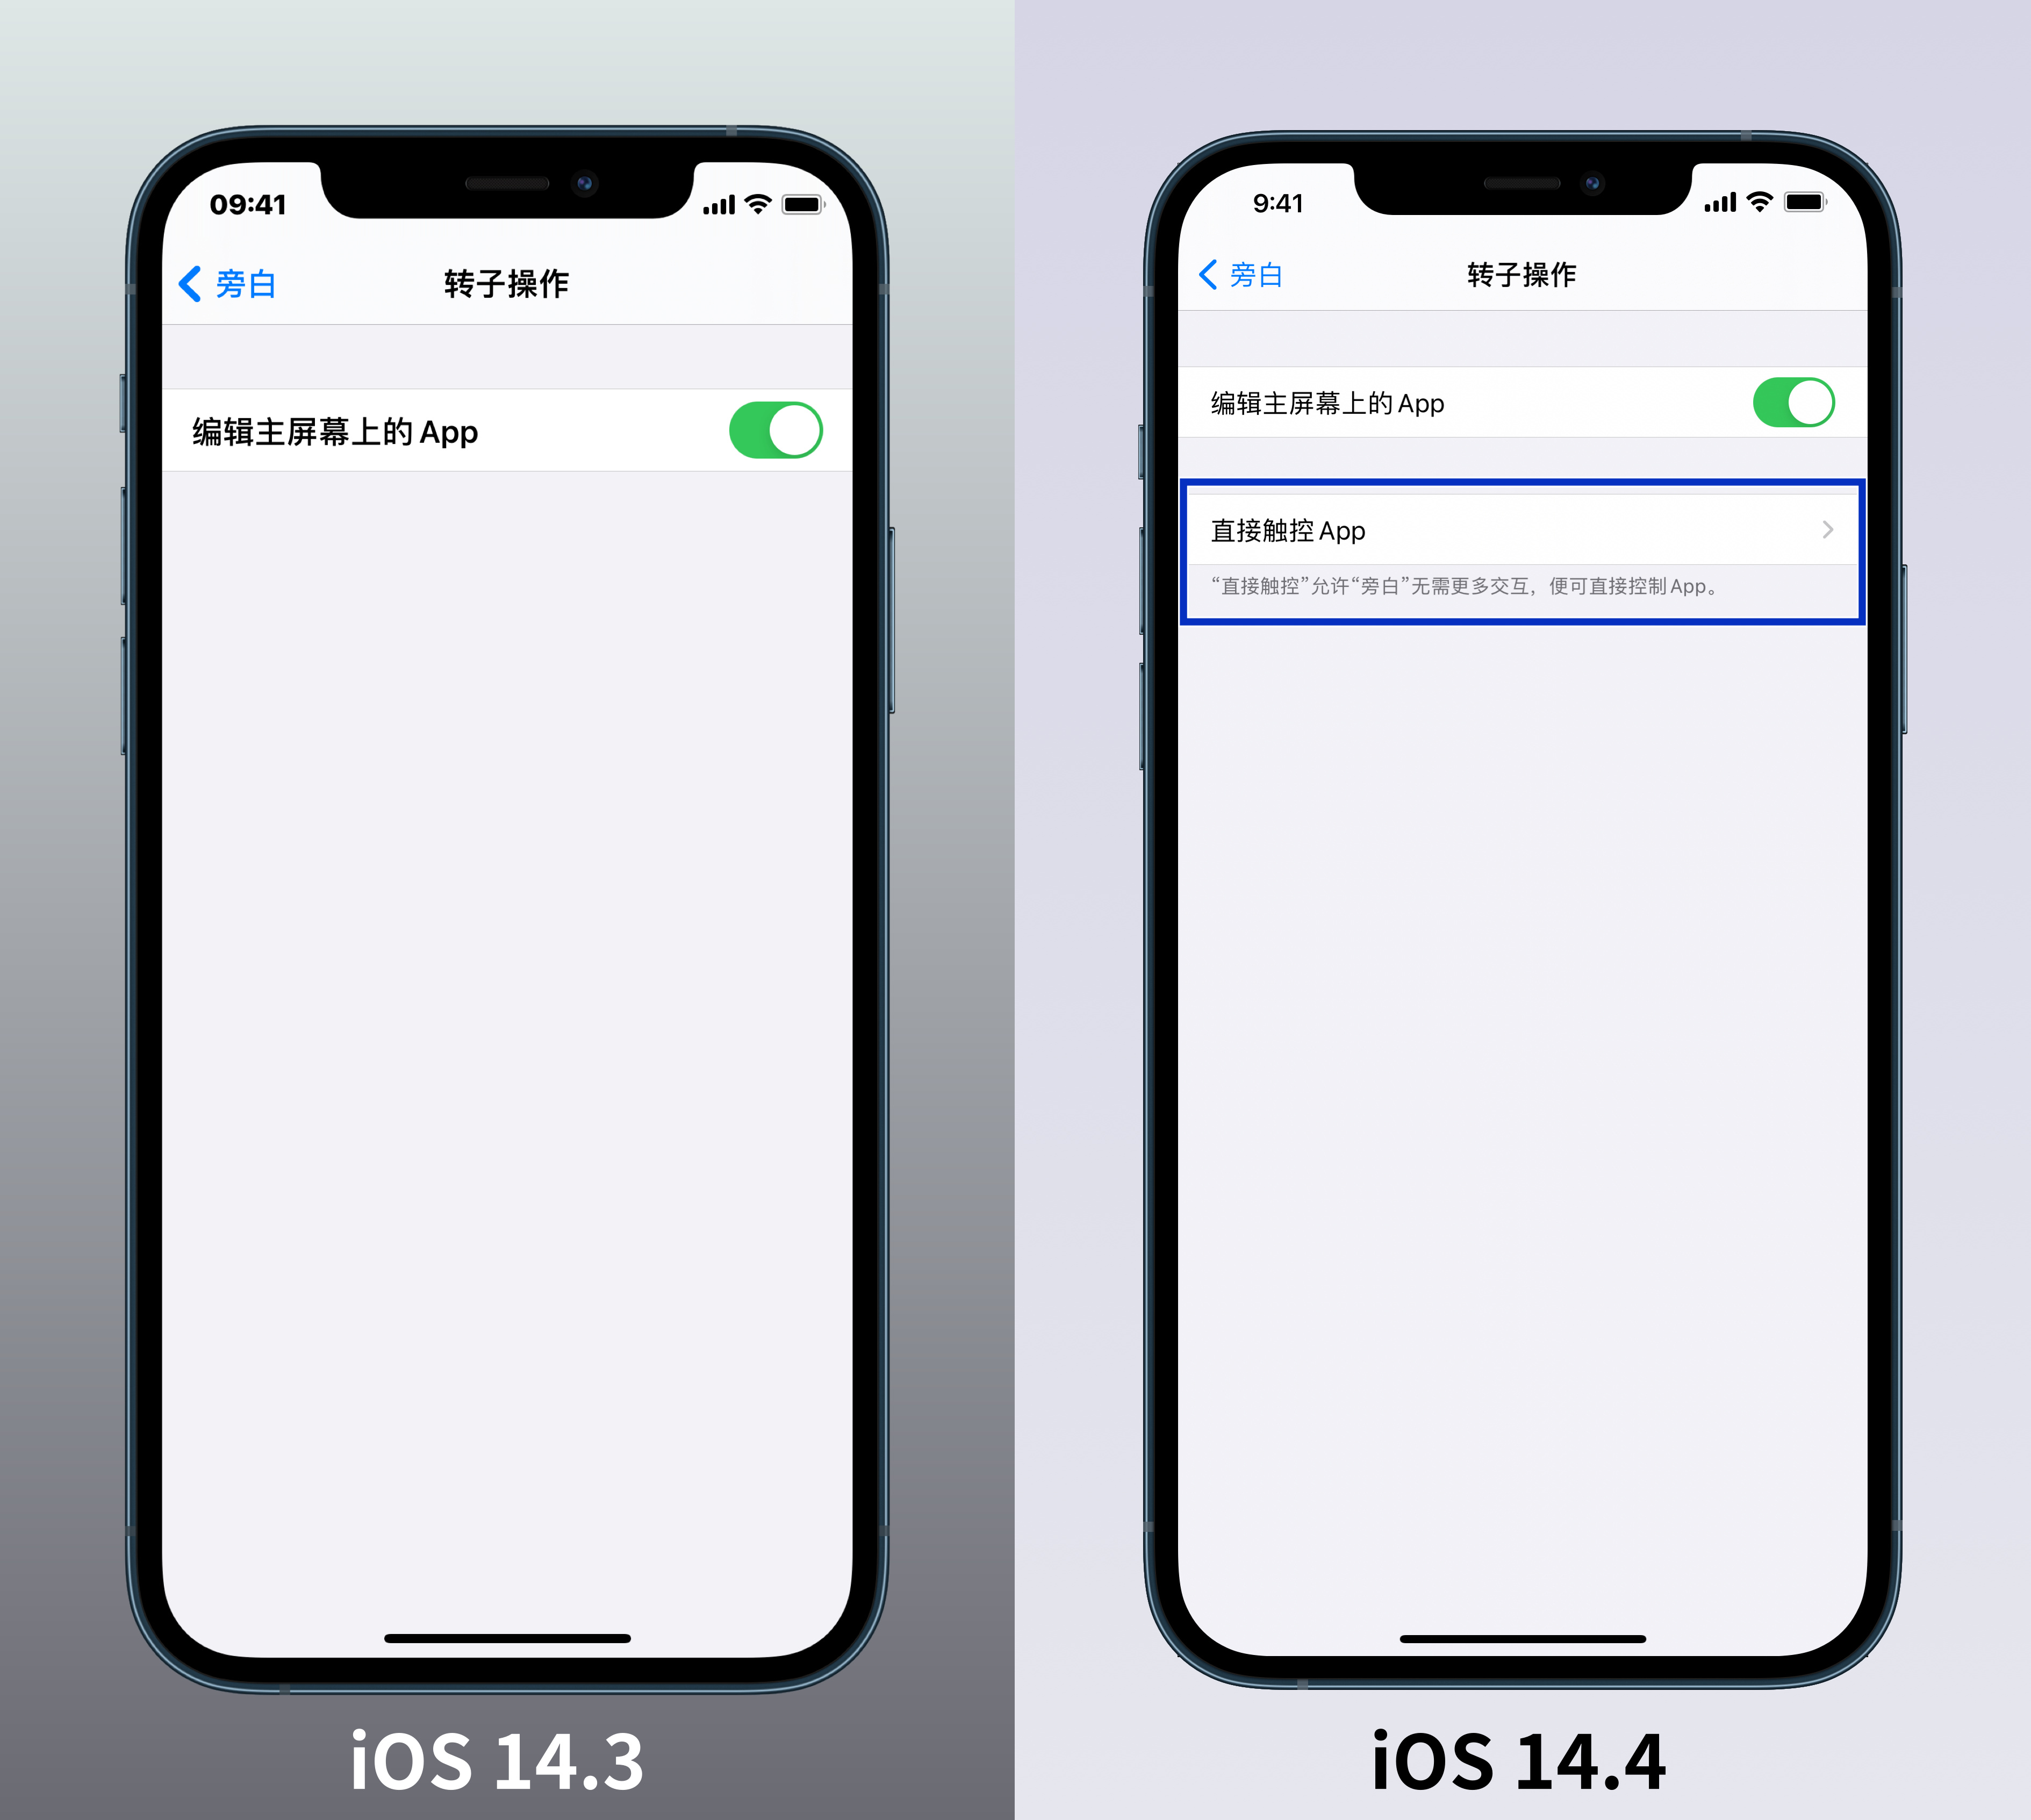 09:41
旁白
转子操作
编辑主屏幕上的 App
iOS 14.3
9:41
旁白
转子操作
编辑主屏幕上的 App
直接触控 App
“直接触控”允许“旁白”无需更多交互，便可直接控制 App。
iOS 14.4